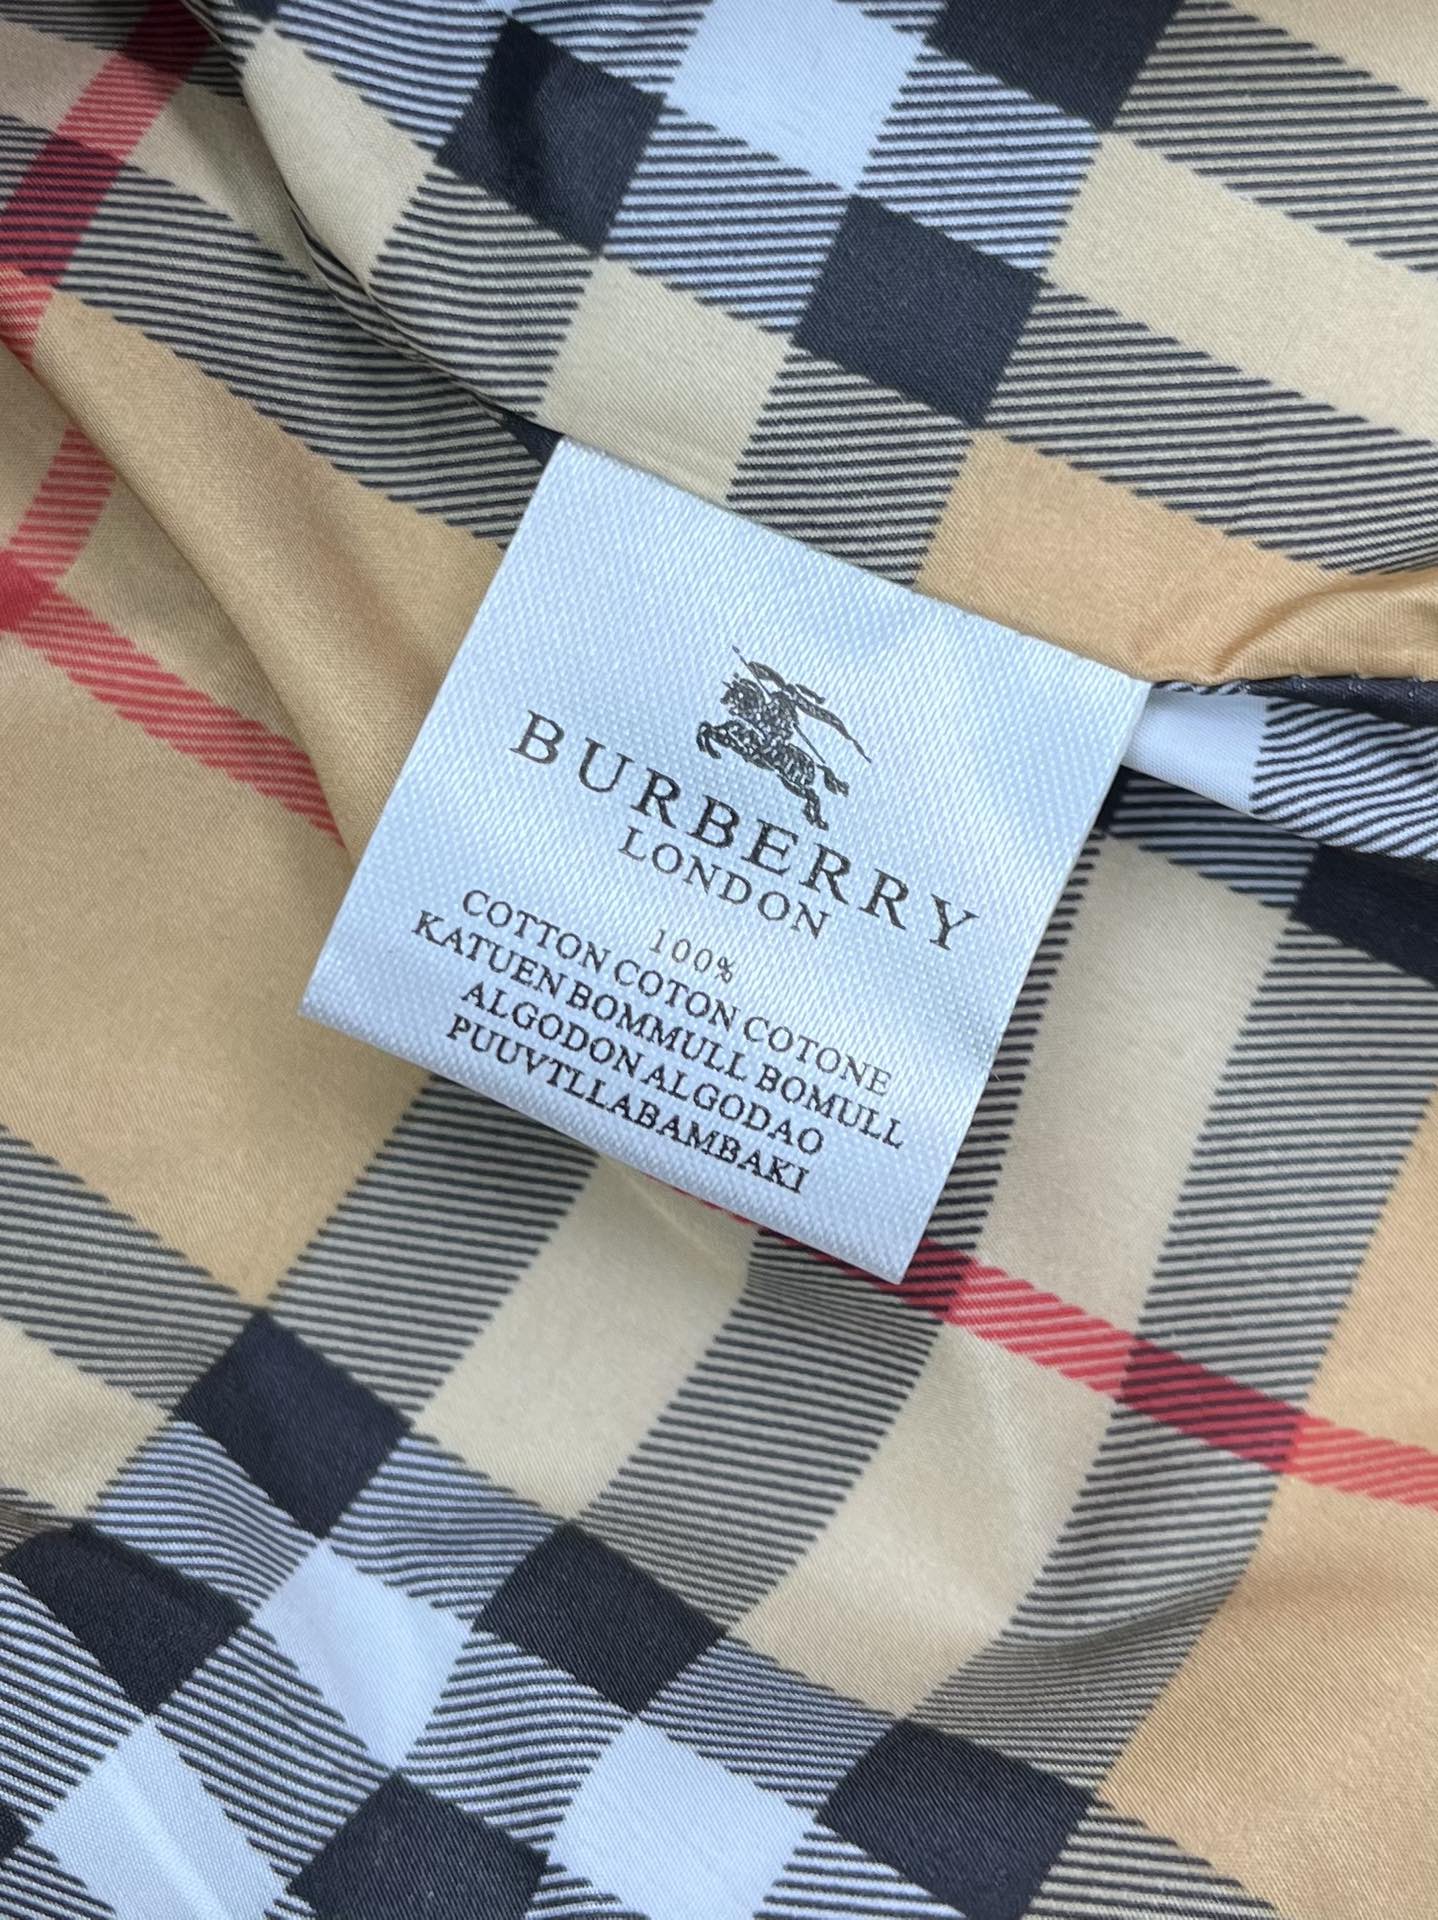 BURBERRY
LONDON
100%
COTTON COTON COTONE
KATUEN BOMMULL BOMULL
ALGODON ALGODAO
PUUVTLLABAMBAKI